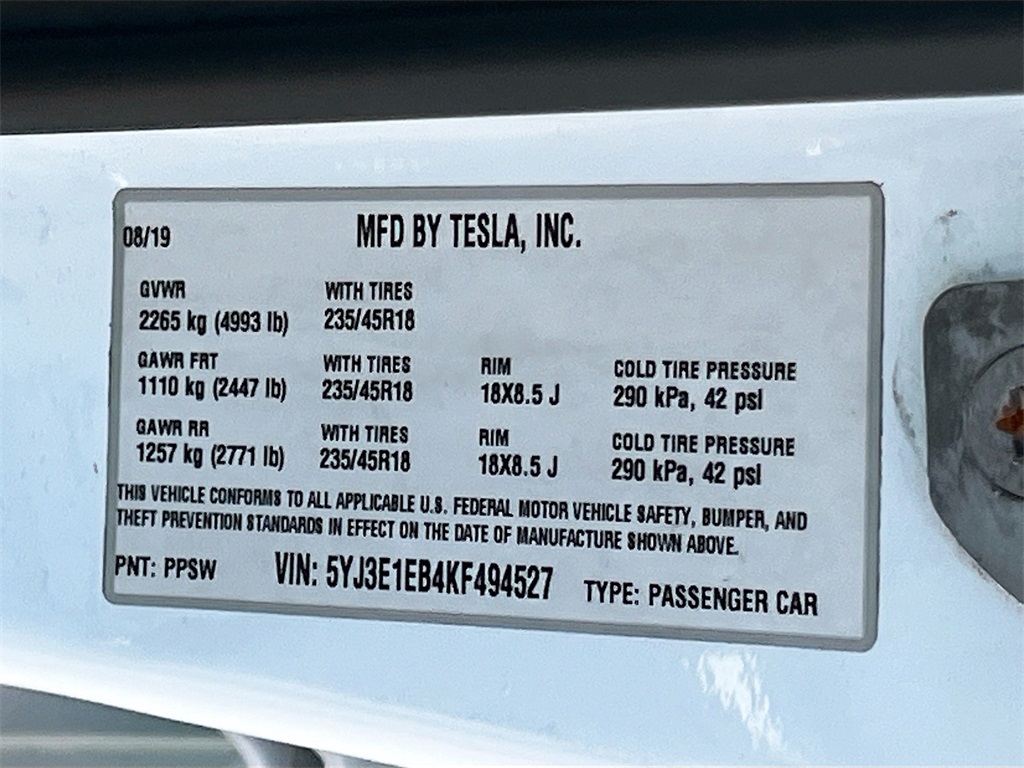 08/19 MFD BY TESLA, INC.
GVWR WITH TIRES
2265 kg (4993 lb) 235/45R18
GAWR FRT WITH TIRES RIM COLD TIRE PRESSURE
1110 kg (2447 lb) 235/45R18 18X8.5 J 290 kPa, 42 psi
GAWR RR WITH TIRES RIM COLD TIRE PRESSURE
1257 kg (2771 lb) 235/45R18 18X8.5 J 290 kPa, 42 psi
THIS VEHICLE CONFORMS TO ALL APPLICABLE U.S. FEDERAL MOTOR VEHICLE SAFETY, BUMPER, AND
THEFT PREVENTION STANDARDS IN EFFECT ON THE DATE OF MANUFACTURE SHOWN ABOVE.
PNT: PPSW VIN: 5YJ3E1EB4KF494527 TYPE: PASSENGER CAR